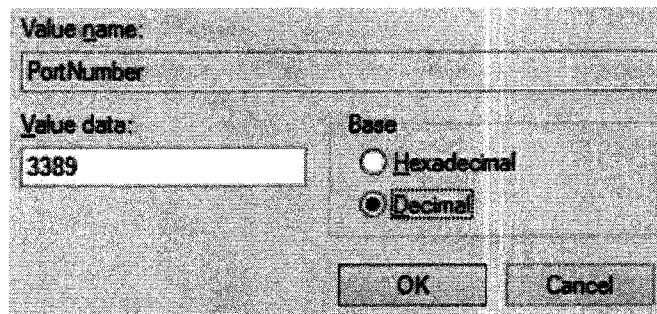 Value name:
PortNumber
Value data:
3389
Base
Hexadecimal
Decimal
OK
Cancel